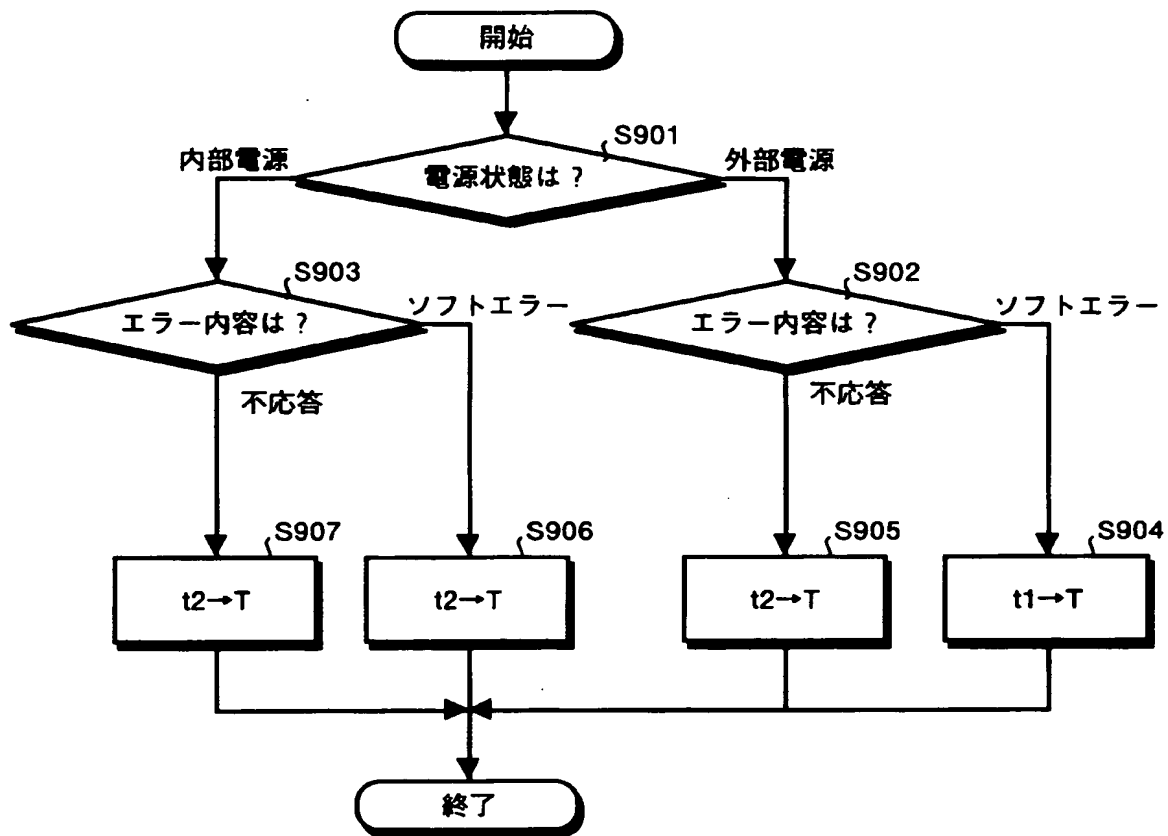 開始
S901
内部電源
電源状態は？
外部電源
S903
エラー内容は？
ソフトエラー
不応答
S902
エラー内容は？
ソフトエラー
不応答
S907
t2→T
S906
t2→T
S905
t2→T
S904
t1→T
終了